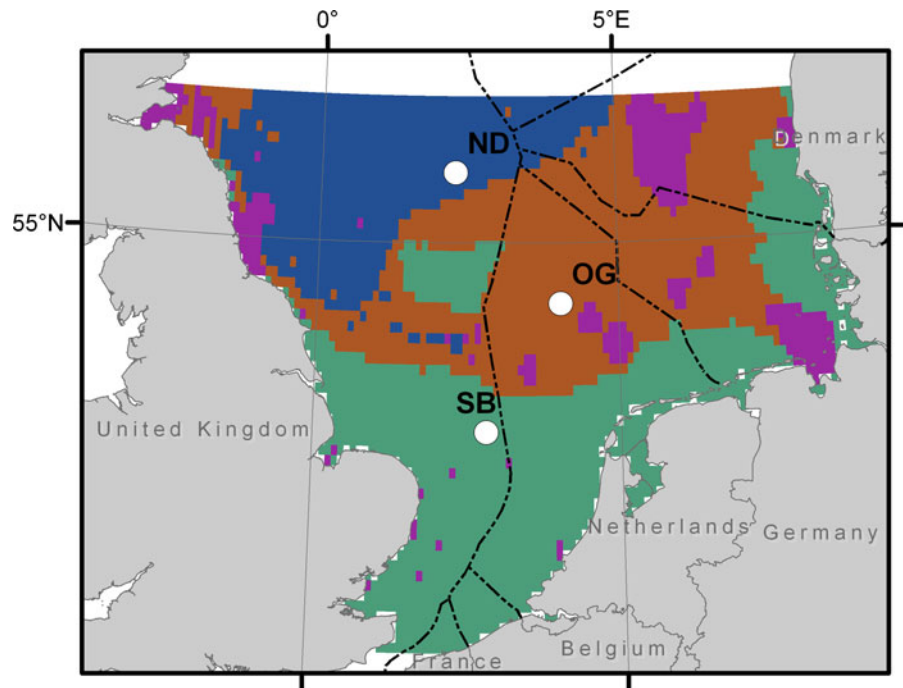 0° 5°E
Denmark
ND
55°N
OG
SB
United Kingdom
Netherlands
Germany
Belgium
France